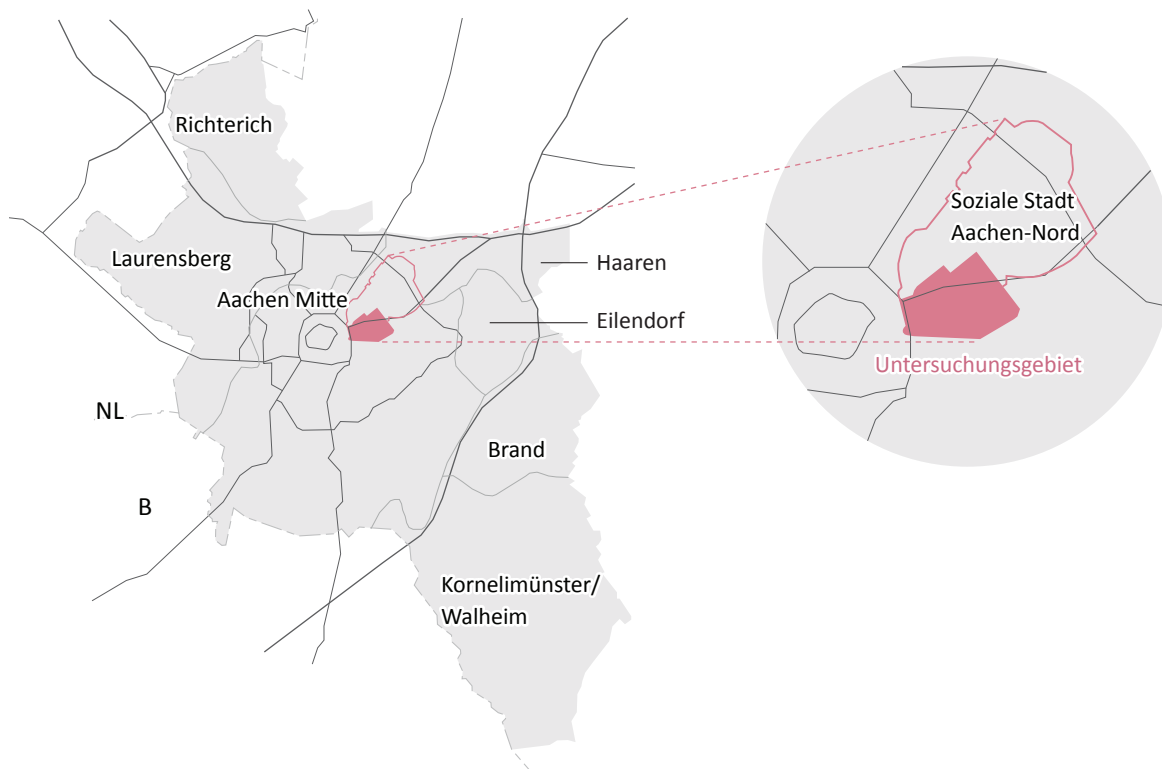 Richterich
Laurensberg
Aachen Mitte
Haaren
Eilendorf
NL
B
Brand
Kornelimünster/
Walheim
Soziale Stadt
Aachen-Nord
Untersuchungsgebiet